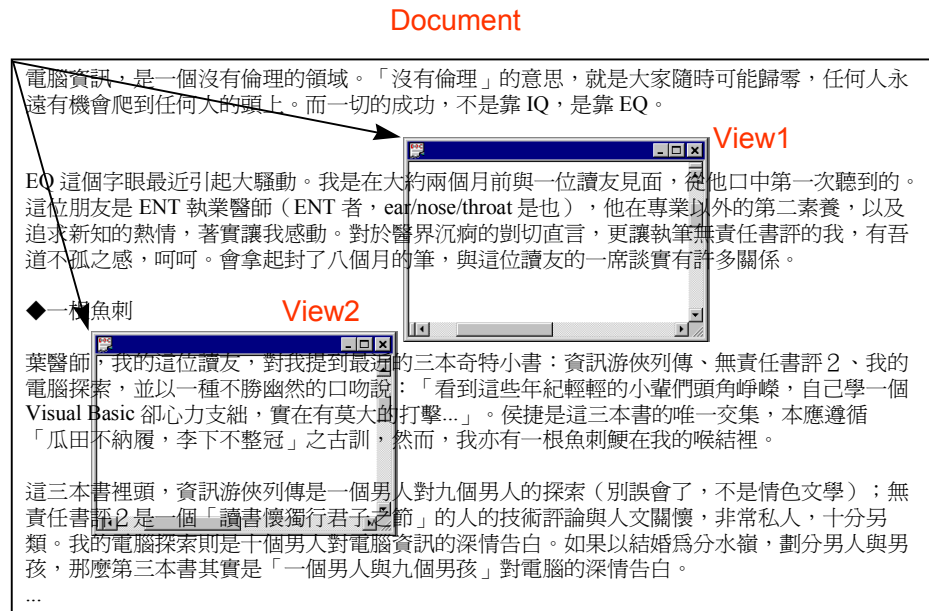 Document
電腦資訊，是一個沒有倫理的領域。「沒有倫理」的意思，就是大家隨時可能歸零，任何人永
遠有機會爬到任何人的頭上。而一切的成功，不是靠 IQ，是靠 EQ。
View1
EQ 這個字眼最近引起大騷動。我是在大約兩個月前與一位讀友見面，從他口中第一次聽到的。
這位朋友是 ENT 執業醫師（ENT 者，ear/nose/throat 是也），他在專業以外的第二素養，以及
追求新知的熱情，著實讓我感動。對於醫界沉痾的剴切直言，更讓執筆無責任書評的我，有吾
道不孤之感，呵呵。會拿起封了八個月的筆，與這位讀友的一席談實有許多關係。
◆一根魚刺
View2
葉醫師，我的這位讀友，對我提到最近的三本奇特小書：資訊游俠列傳、無責任書評２、我的
電腦探索，並以一種不勝幽然的口吻說：「看到這些年紀輕輕的小輩們頭角崢嶸，自己學一個
Visual Basic 卻心力支絀，實在有莫大的打擊...」。侯捷是這三本書的唯一交集，本應遵循
「瓜田不納履，李下不整冠」之古訓，然而，我亦有一根魚刺鯁在我的喉結裡。
這三本書裡頭，資訊游俠列傳是一個男人對九個男人的探索（別誤會了，不是情色文學）；無
責任書評２是一個「讀書懷獨行君子之節」的人的技術評論與人文關懷，非常私人，十分另
類。我的電腦探索則是十個男人對電腦資訊的深情告白。如果以結婚爲分水嶺，劃分男人與男
孩，那麼第三本書其實是「一個男人與九個男孩」對電腦的深情告白。
...